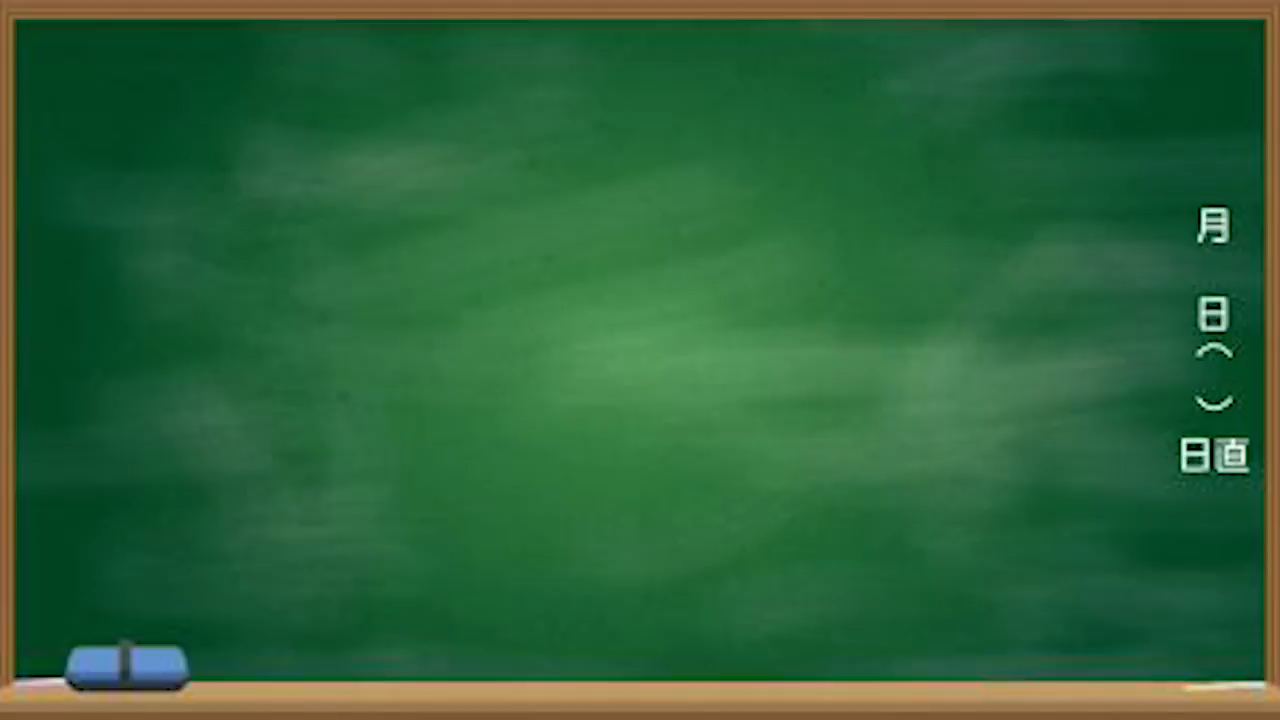 月
日
（
）
日直